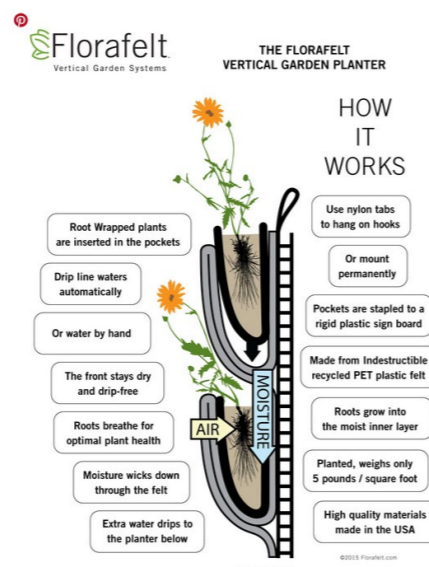 Florafelt
Vertical Garden Systems
THE FLORAFELT
VERTICAL GARDEN PLANTER
HOW
IT
WORKS
Root Wrapped plants
are inserted in the pockets
Drip line waters
automatically
Or water by hand
The front stays dry
and drip-free
Roots breathe for
optimal plant health
Moisture wicks down
through the felt
Extra water drips to
the planter below
AIR
MOISTURE
Use nylon tabs
to hang on hooks
Or mount
permanently
Pockets are stapled to a
rigid plastic sign board
Made from Indestructible
recycled PET plastic felt
Roots grow into
the moist inner layer
Planted, weighs only
5 pounds / square foot
High quality materials
made in the USA
©2015 Florafelt.com